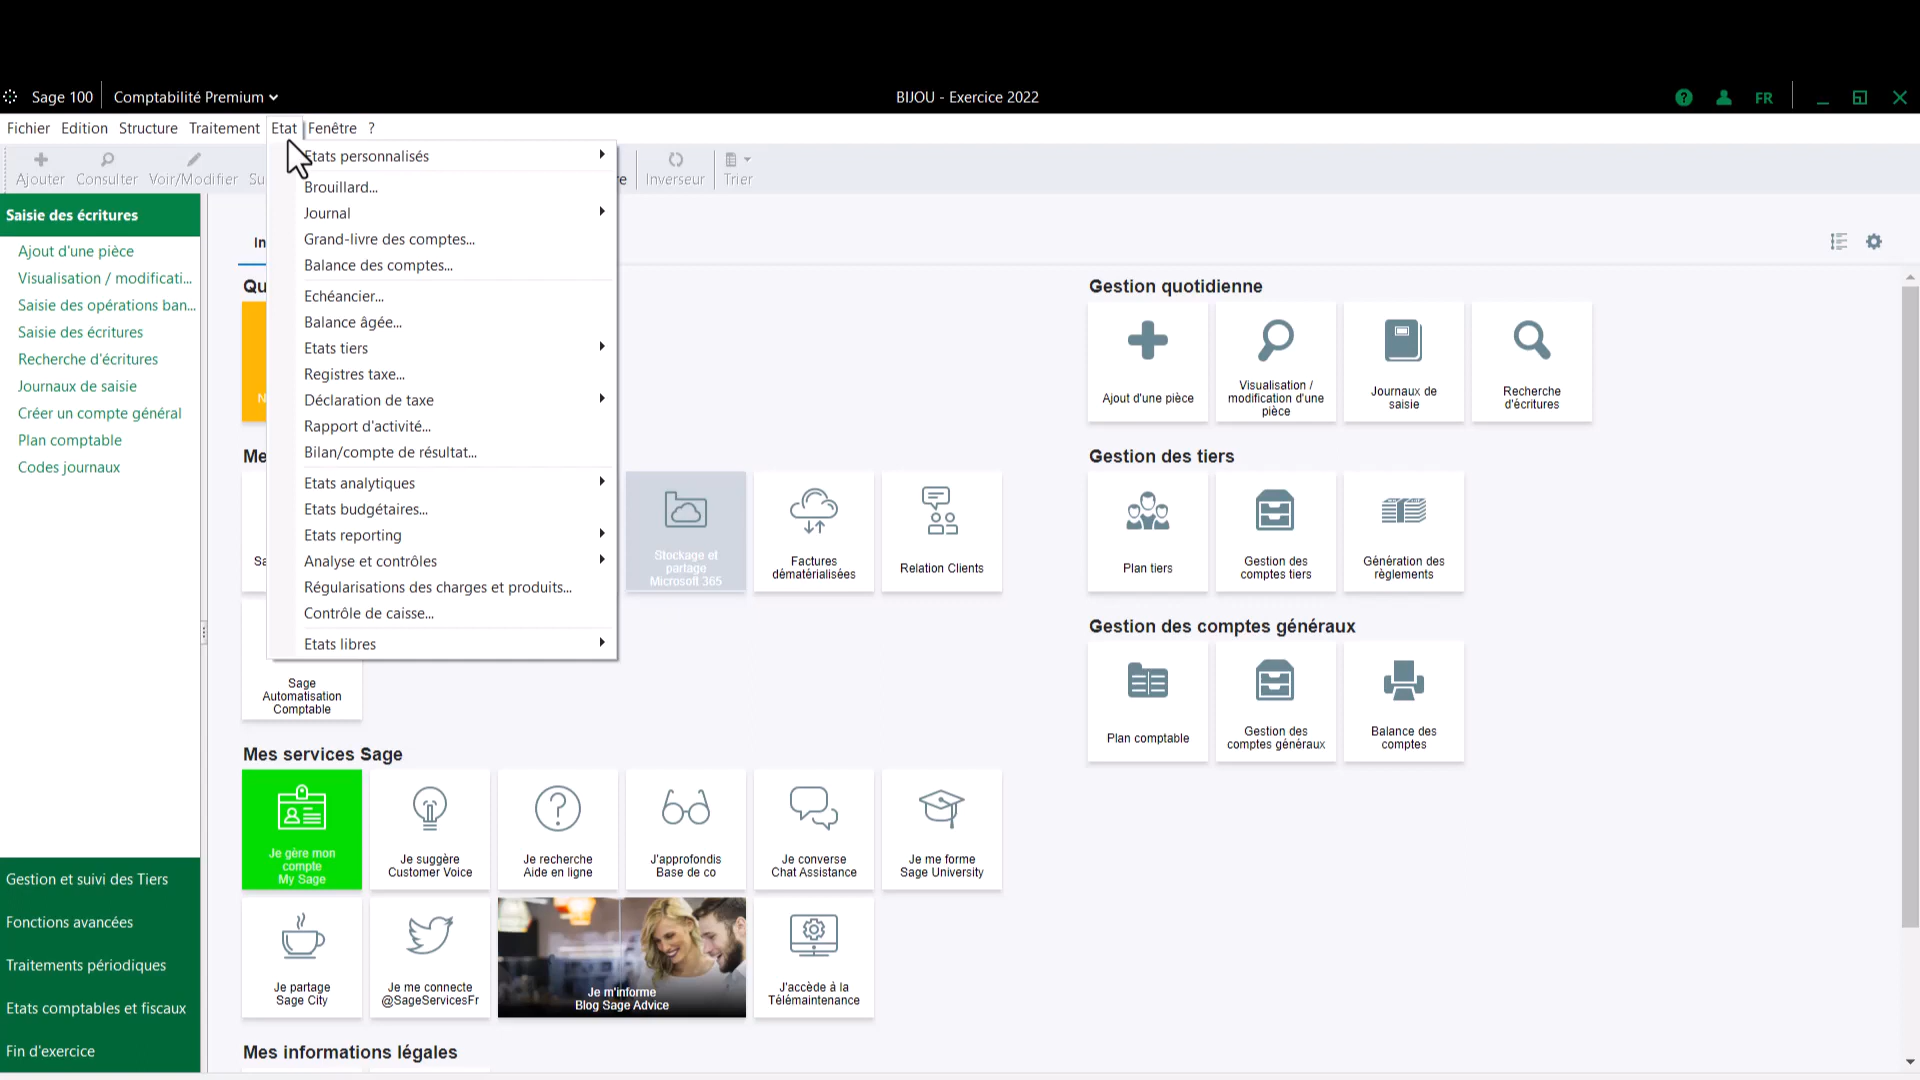 Sage 100
Comptabilité Premium
BIJOU - Exercice 2022
FR
Fichier Edition Structure Traitement Etat Fenêtre ?
Ajouter Consulter Voir/Modifier Su
re Inverseur Trier
Saisie des écritures
Ajout d'une pièce
Visualisation / modificati...
Saisie des opérations ban...
Saisie des écritures
Recherche d'écritures
Journaux de saisie
Créer un compte général
Plan comptable
Codes journaux
Gestion et suivi des Tiers
Fonctions avancées
Traitements périodiques
Etats comptables et fiscaux
Fin d'exercice
Etats personnalisés
Brouillard...
Journal
Grand-livre des comptes...
Balance des comptes...
Echéancier...
Balance âgée...
Etats tiers
Registres taxe...
Déclaration de taxe
Rapport d'activité...
Bilan/compte de résultat...
Etats analytiques
Etats budgétaires...
Etats reporting
Analyse et contrôles
Régularisations des charges et produits...
Contrôle de caisse...
Etats libres
In
Qu
N
Me
Sa
Stockage et
partage
Microsoft 365
Factures
dématérialisées
Relation Clients
Sage
Automatisation
Comptable
Mes services Sage
Je gère mon
compte
My Sage
Je suggère
Customer Voice
Je recherche
Aide en ligne
J'approfondis
Base de co
Je converse
Chat Assistance
Je me forme
Sage University
Je partage
Sage City
Je me connecte
@SageServicesFr
Je m'informe
Blog Sage Advice
J'accède à la
Télémaintenance
Mes informations légales
Gestion quotidienne
Ajout d'une pièce
Visualisation /
modification d'une
pièce
Journaux de
saisie
Recherche
d'écritures
Gestion des tiers
Plan tiers
Gestion des
comptes tiers
Génération des
règlements
Gestion des comptes généraux
Plan comptable
Gestion des
comptes généraux
Balance des
comptes